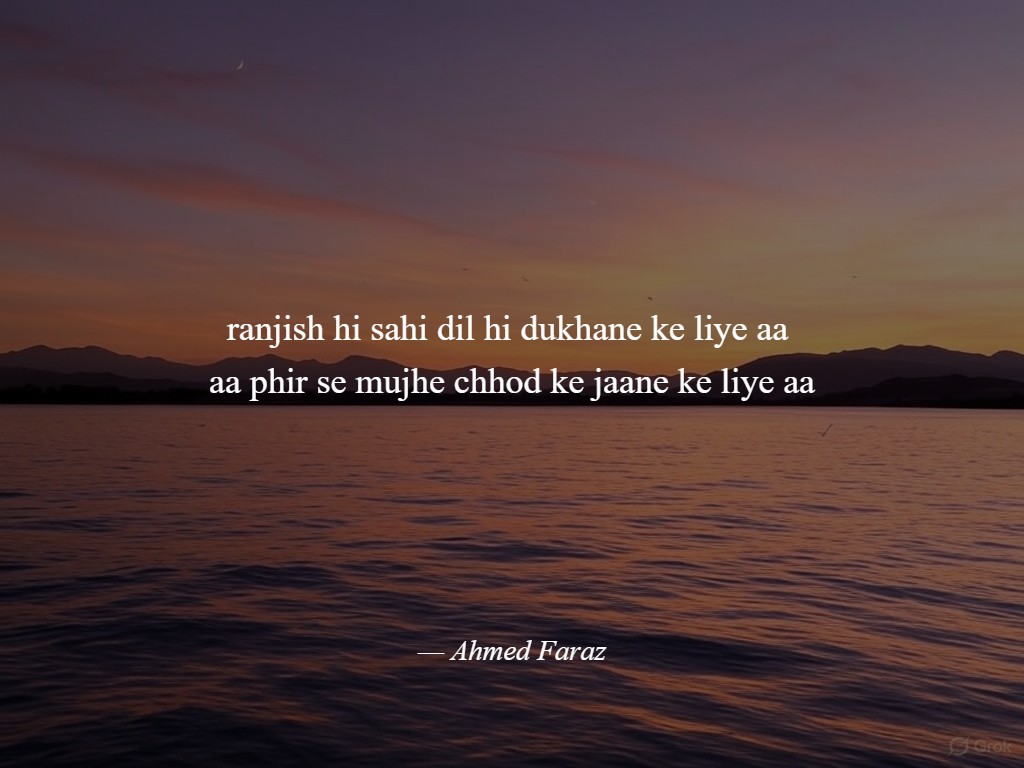 ranjish hi sahi dil hi dukhane ke liye aa
aa phir se mujhe chhod ke jaane ke liye aa
— Ahmed Faraz
Grok